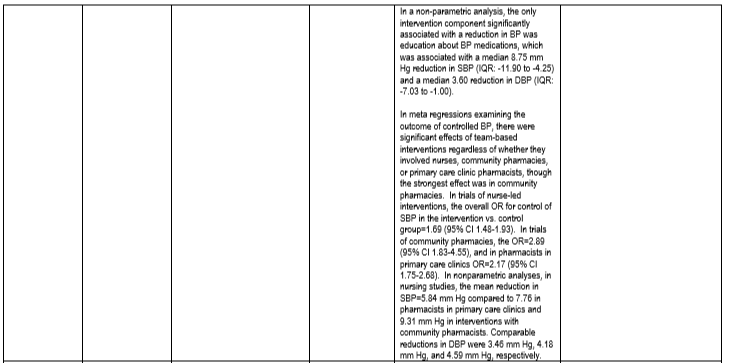 In a non-parametric analysis, the only
intervention component significantly
associated with a reduction in BP was
education about BP medications, which
was associated with a median 8.75 mm
Hg reduction in SBP (IQR: -11.90 to -4.25)
and a median 3.60 reduction in DBP (IQR:
-7.03 to -1.00).
In meta regressions examining the
outcome of controlled BP, there were
significant effects of team-based
interventions regardless of whether they
involved nurses, community pharmacies,
or primary care clinic pharmacists, though
the strongest effect was in community
pharmacies. In trials of nurse-led
interventions, the overall OR for control of
SBP in the intervention vs. control
group=1.69 (95% CI 1.48-1.93). In trials
of community pharmacies, the OR=2.89
(95% CI 1.83-4.55), and in pharmacists in
primary care clinics OR=2.17 (95% CI
1.75-2.68). In nonparametric analyses, in
nursing studies, the mean reduction in
SBP=5.84 mm Hg compared to 7.76 in
pharmacists in primary care clinics and
9.31 mm Hg in interventions with
community pharmacists. Comparable
reductions in DBP were 3.46 mm Hg, 4.18
mm Hg, and 4.59 mm Hg, respectively.